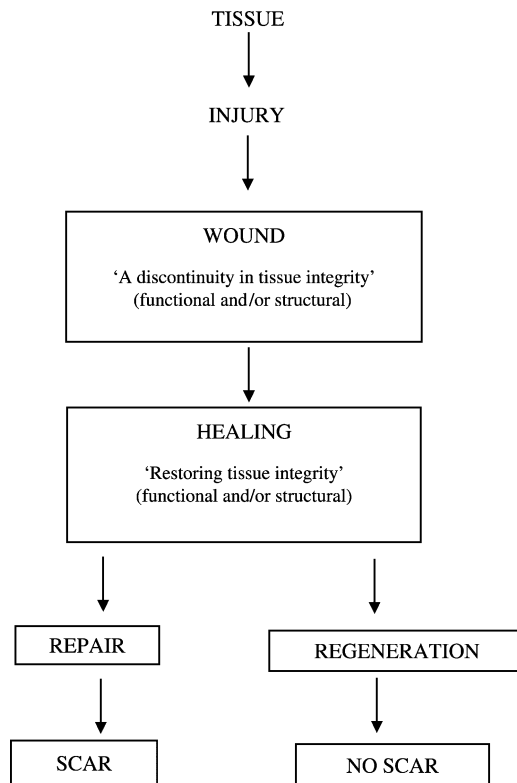 TISSUE
INJURY
WOUND
‘A discontinuity in tissue integrity’
(functional and/or structural)
HEALING
‘Restoring tissue integrity’
(functional and/or structural)
REPAIR
REGENERATION
SCAR
NO SCAR